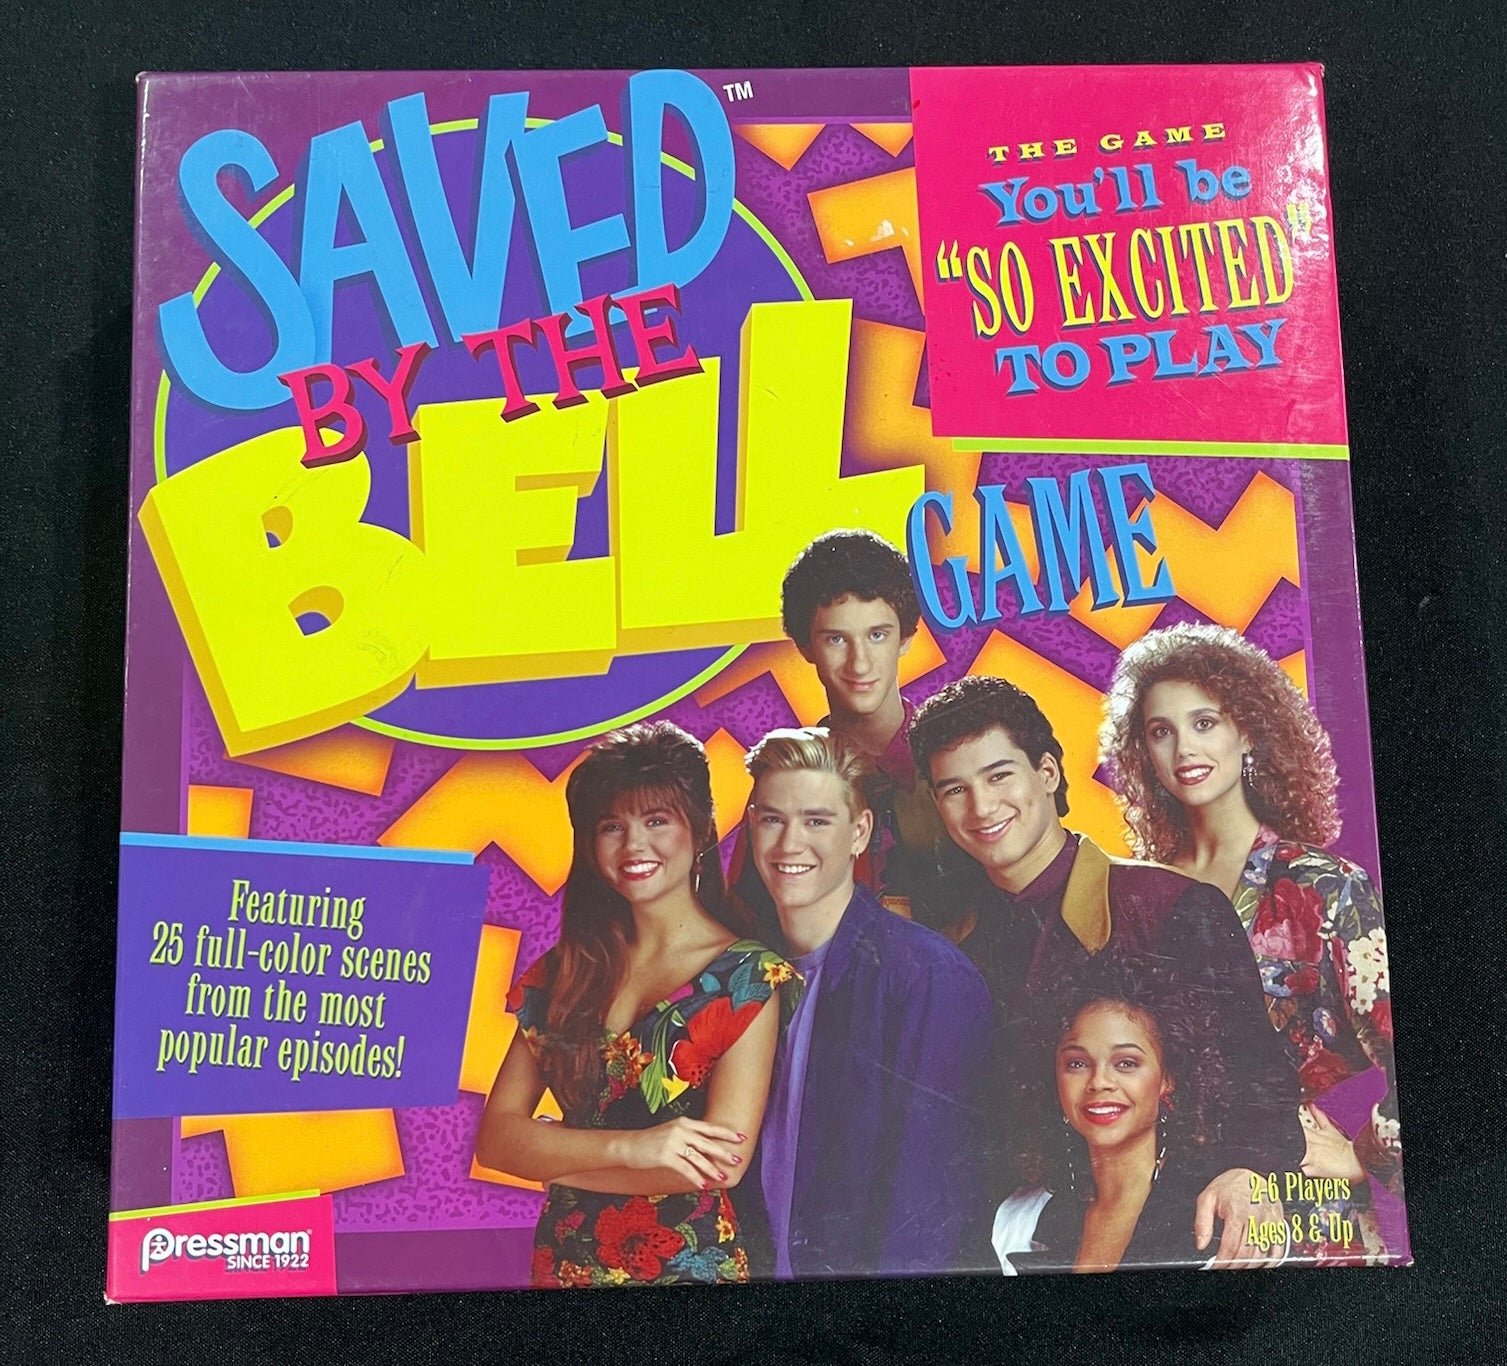 SAVED™
BY THE
BELL
GAME
THE GAME
You'll be
"SO EXCITED"
TO PLAY
Featuring
25 full-color scenes
from the most
popular episodes!
pressman®
SINCE 1922
2-6 Players
Ages 8 & Up